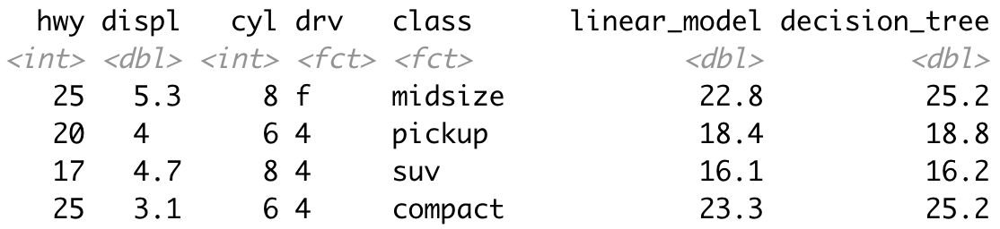 hwy displ cyl drv class linear_model decision_tree
<int> <dbl> <int> <fct> <fct> <dbl> <dbl>
25 5.3 8 f midsize 22.8 25.2
20 4 6 4 pickup 18.4 18.8
17 4.7 8 4 suv 16.1 16.2
25 3.1 6 4 compact 23.3 25.2